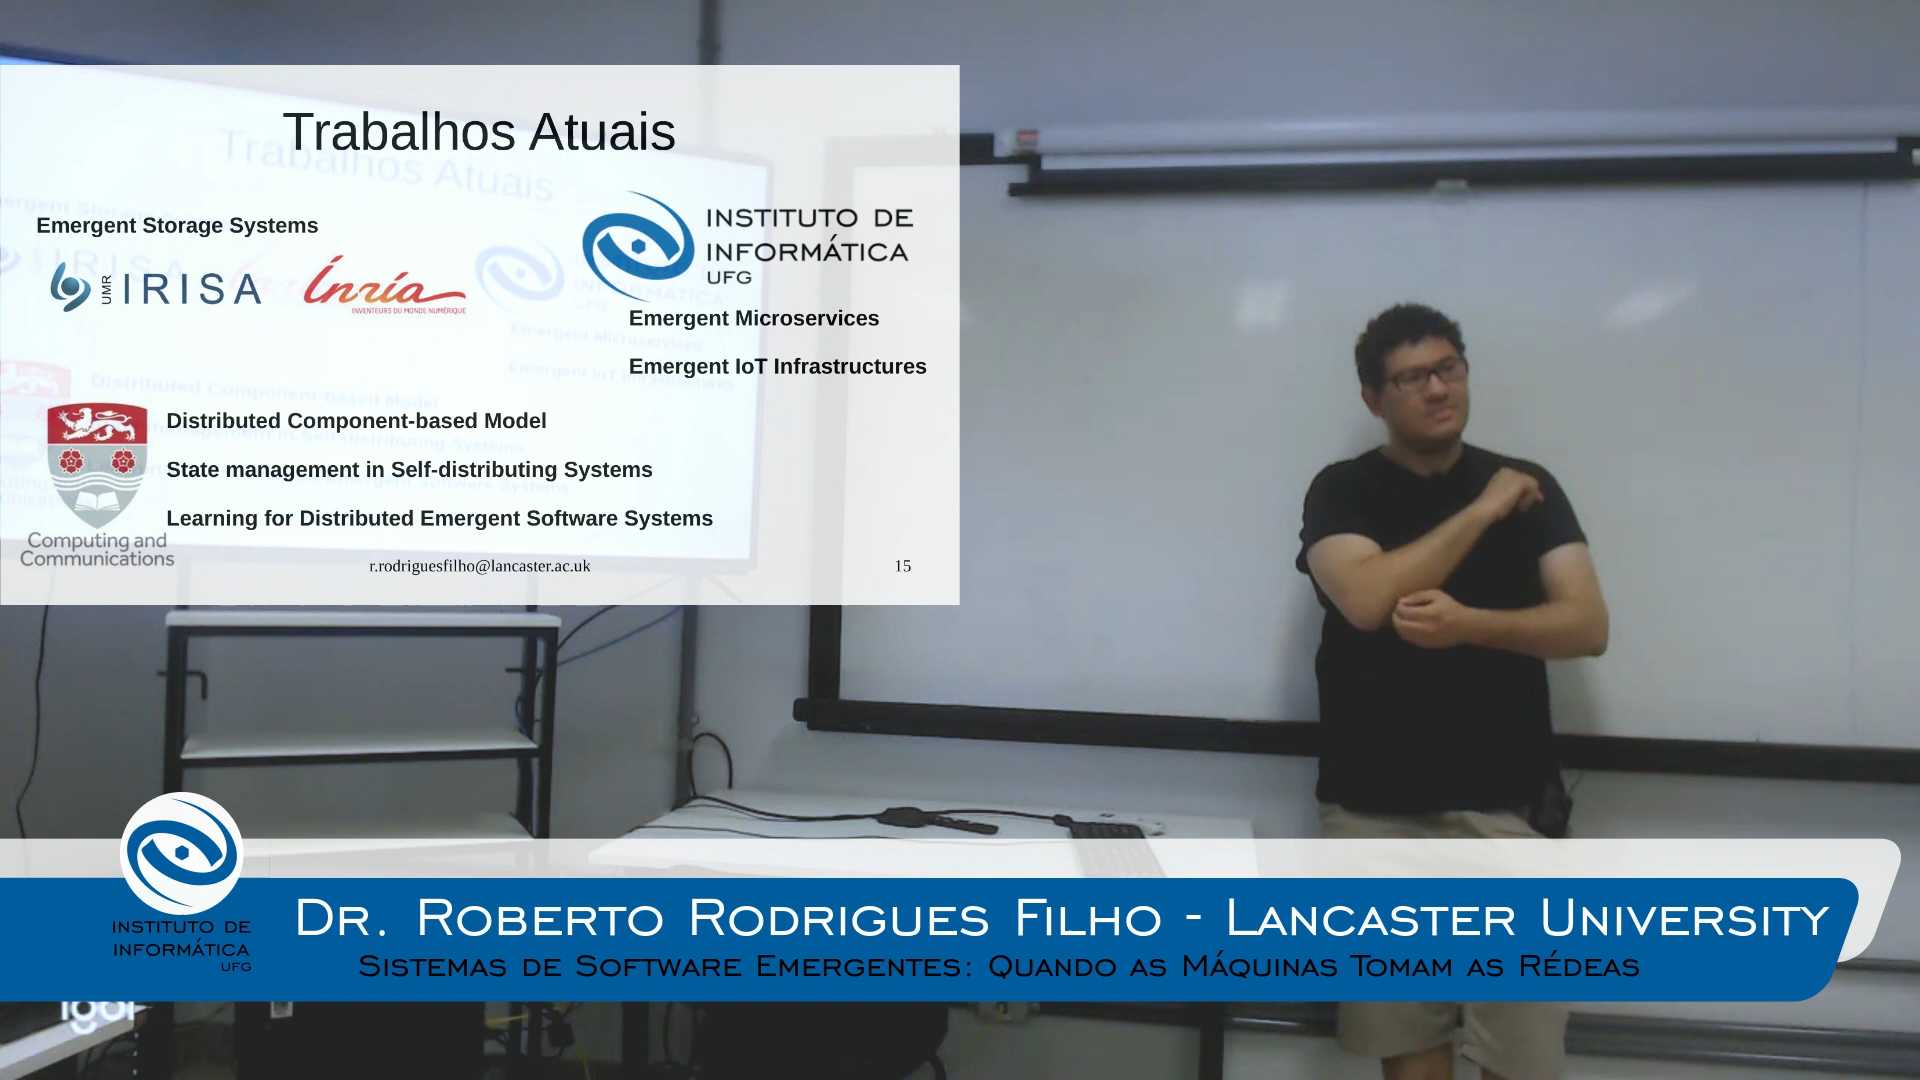 Trabalhos Atuais
Emergent Storage Systems
UMR IRISA
Inria
INVENTEURS DU MONDE NUMÉRIQUE
INSTITUTO DE
INFORMÁTICA
UFG
Emergent Microservices
Emergent IoT Infrastructures
Distributed Component-based Model
State management in Self-distributing Systems
Learning for Distributed Emergent Software Systems
Computing and
Communications
r.rodriguesfilho@lancaster.ac.uk
15
INSTITUTO DE
INFORMÁTICA
UFG
Dr. Roberto Rodrigues Filho - Lancaster University
Sistemas de Software Emergentes: Quando as Máquinas Tomam as Rédeas